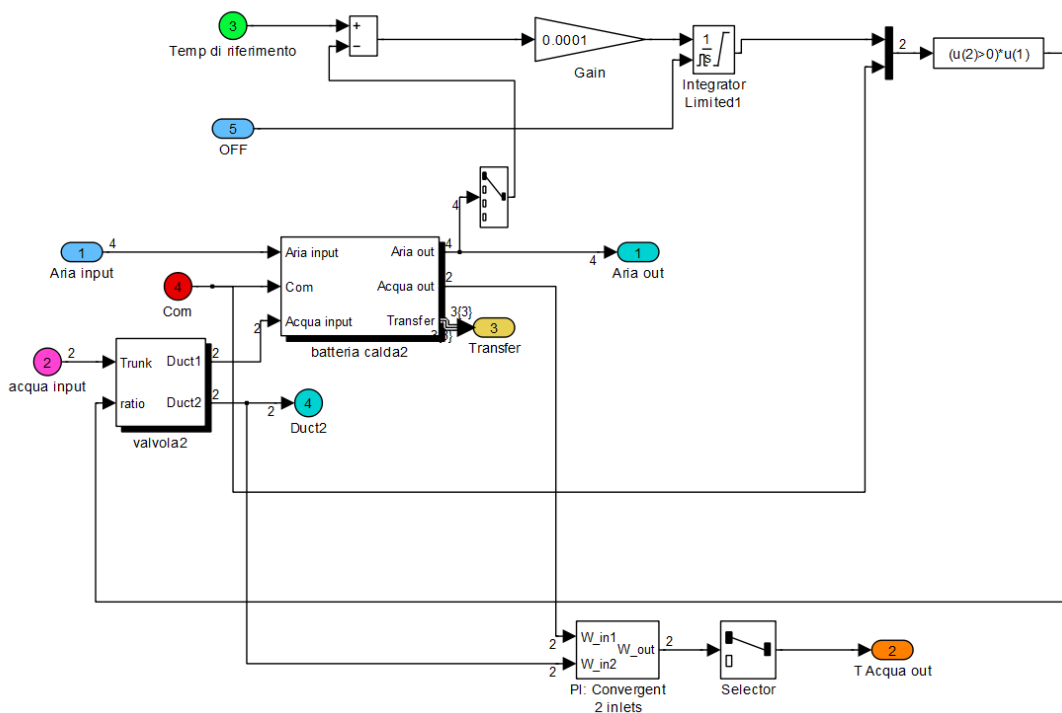 3
Temp di riferimento
+
−
0.0001
Gain
1
s
Integrator
Limited1
2
(u(2)>0)*u(1)
5
OFF
4
1
Aria input
4
Aria input
Aria out
4
4
1
Aria out
4
Com
Com
Acqua out
2
2
Acqua input
Transfer
3{3}
3{3}
3
Transfer
batteria calda2
2
acqua input
2
Trunk
Duct1
2
ratio
Duct2
2
2
4
Duct2
valvola2
2
W_in1
W_out
2
2
W_in2
PI: Convergent
2 inlets
Selector
2
T Acqua out